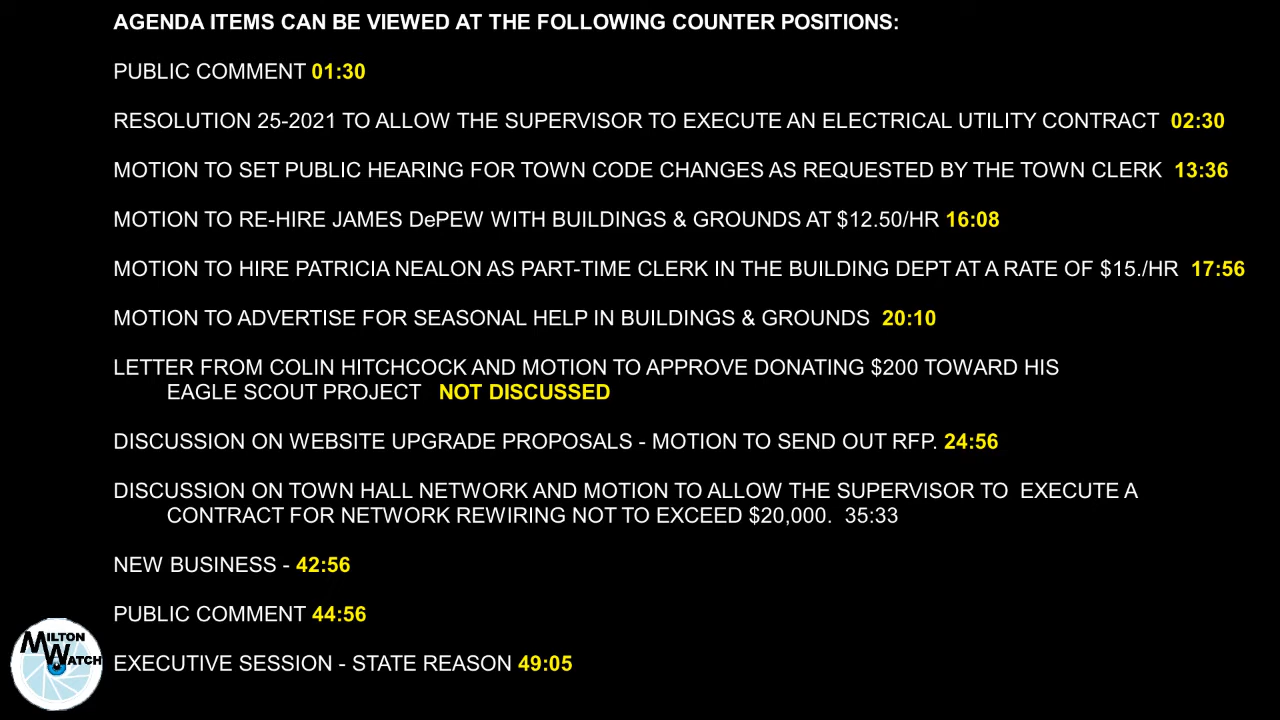 AGENDA ITEMS CAN BE VIEWED AT THE FOLLOWING COUNTER POSITIONS:
PUBLIC COMMENT 01:30
RESOLUTION 25-2021 TO ALLOW THE SUPERVISOR TO EXECUTE AN ELECTRICAL UTILITY CONTRACT 02:30
MOTION TO SET PUBLIC HEARING FOR TOWN CODE CHANGES AS REQUESTED BY THE TOWN CLERK 13:36
MOTION TO RE-HIRE JAMES DePEW WITH BUILDINGS & GROUNDS AT $12.50/HR 16:08
MOTION TO HIRE PATRICIA NEALON AS PART-TIME CLERK IN THE BUILDING DEPT AT A RATE OF $15./HR 17:56
MOTION TO ADVERTISE FOR SEASONAL HELP IN BUILDINGS & GROUNDS 20:10
LETTER FROM COLIN HITCHCOCK AND MOTION TO APPROVE DONATING $200 TOWARD HIS
EAGLE SCOUT PROJECT NOT DISCUSSED
DISCUSSION ON WEBSITE UPGRADE PROPOSALS - MOTION TO SEND OUT RFP. 24:56
DISCUSSION ON TOWN HALL NETWORK AND MOTION TO ALLOW THE SUPERVISOR TO EXECUTE A
CONTRACT FOR NETWORK REWIRING NOT TO EXCEED $20,000. 35:33
NEW BUSINESS - 42:56
PUBLIC COMMENT 44:56
EXECUTIVE SESSION - STATE REASON 49:05
MILTON
WATCH